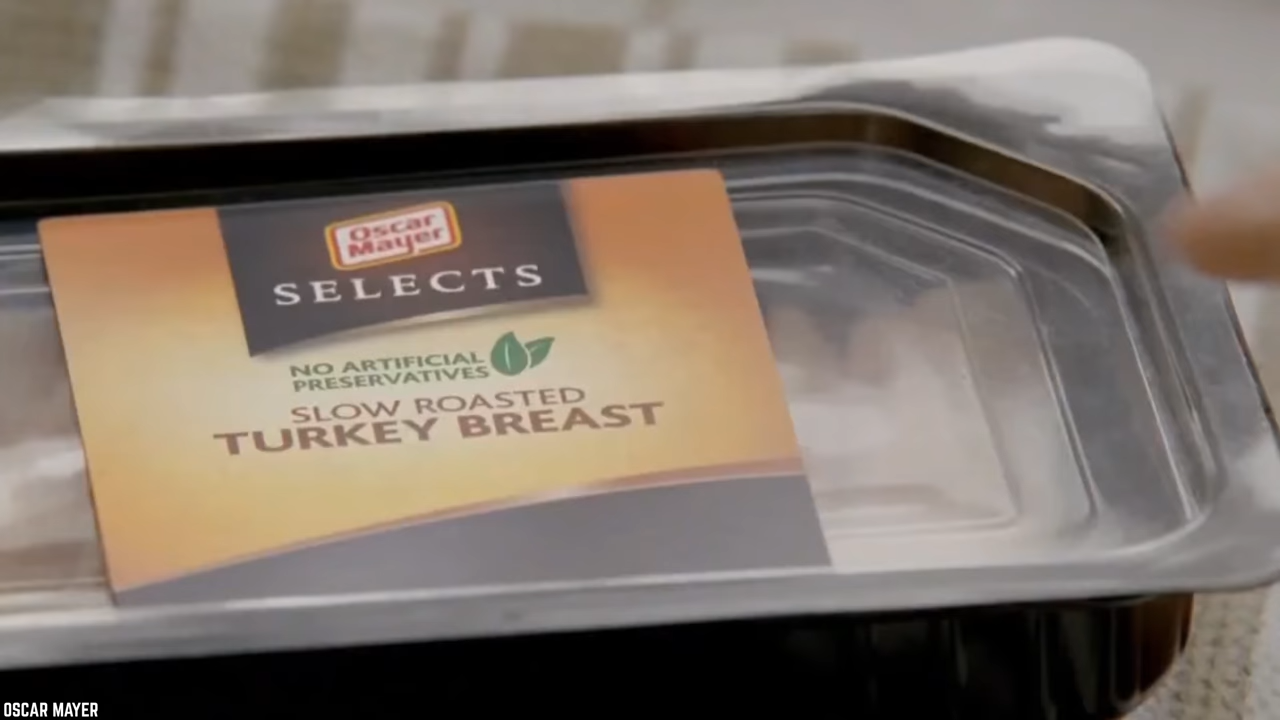 Oscar
Mayer
SELECTS
NO ARTIFICIAL
PRESERVATIVES
SLOW ROASTED
TURKEY BREAST
OSCAR MAYER